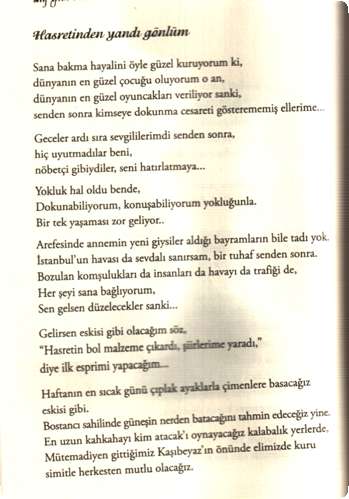 Hasretinden yandı gönlüm
Sana bakma hayalini öyle güzel kuruyorum ki,
dünyanın en güzel çocuğu oluyorum o an,
dünyanın en güzel oyuncakları veriliyor sanki,
senden sonra kimseye dokunma cesareti gösterememiş ellerime...
Geceler ardı sıra sevgililerimdi senden sonra,
hiç uyutmadılar beni,
nöbetçi gibiydiler, seni hatırlatmaya...
Yokluk hal oldu bende,
Dokunabiliyorum, konuşabiliyorum yokluğunla.
Bir tek yaşaması zor geliyor..
Arefesinde annemin yeni giysiler aldığı bayramların bile tadı yok.
İstanbul'un havası da sevdalı sanırsam, bir tuhaf senden sonra.
Bozulan komşulukları da insanları da havayı da trafiği de,
Her şeyi sana bağlıyorum,
Sen gelsen düzelecekler sanki...
Gelirsen eskisi gibi olacağım söz,
"Hasretin bol malzeme çıkardı, şiirlerime yaradı,"
diye ilk esprimi yapacağım...
Haftanın en sıcak günü çıplak ayaklarla çimenlere basacağız
eskisi gibi.
Bostancı sahilinde güneşin nerden batacağını tahmin edeceğiz yine.
En uzun kahkahayı kim atacak'ı oynayacağız kalabalık yerlerde,
Mütemadiyen gittiğimiz Kaşıbeyaz'ın önünde elimizde kuru
simitle herkesten mutlu olacağız.